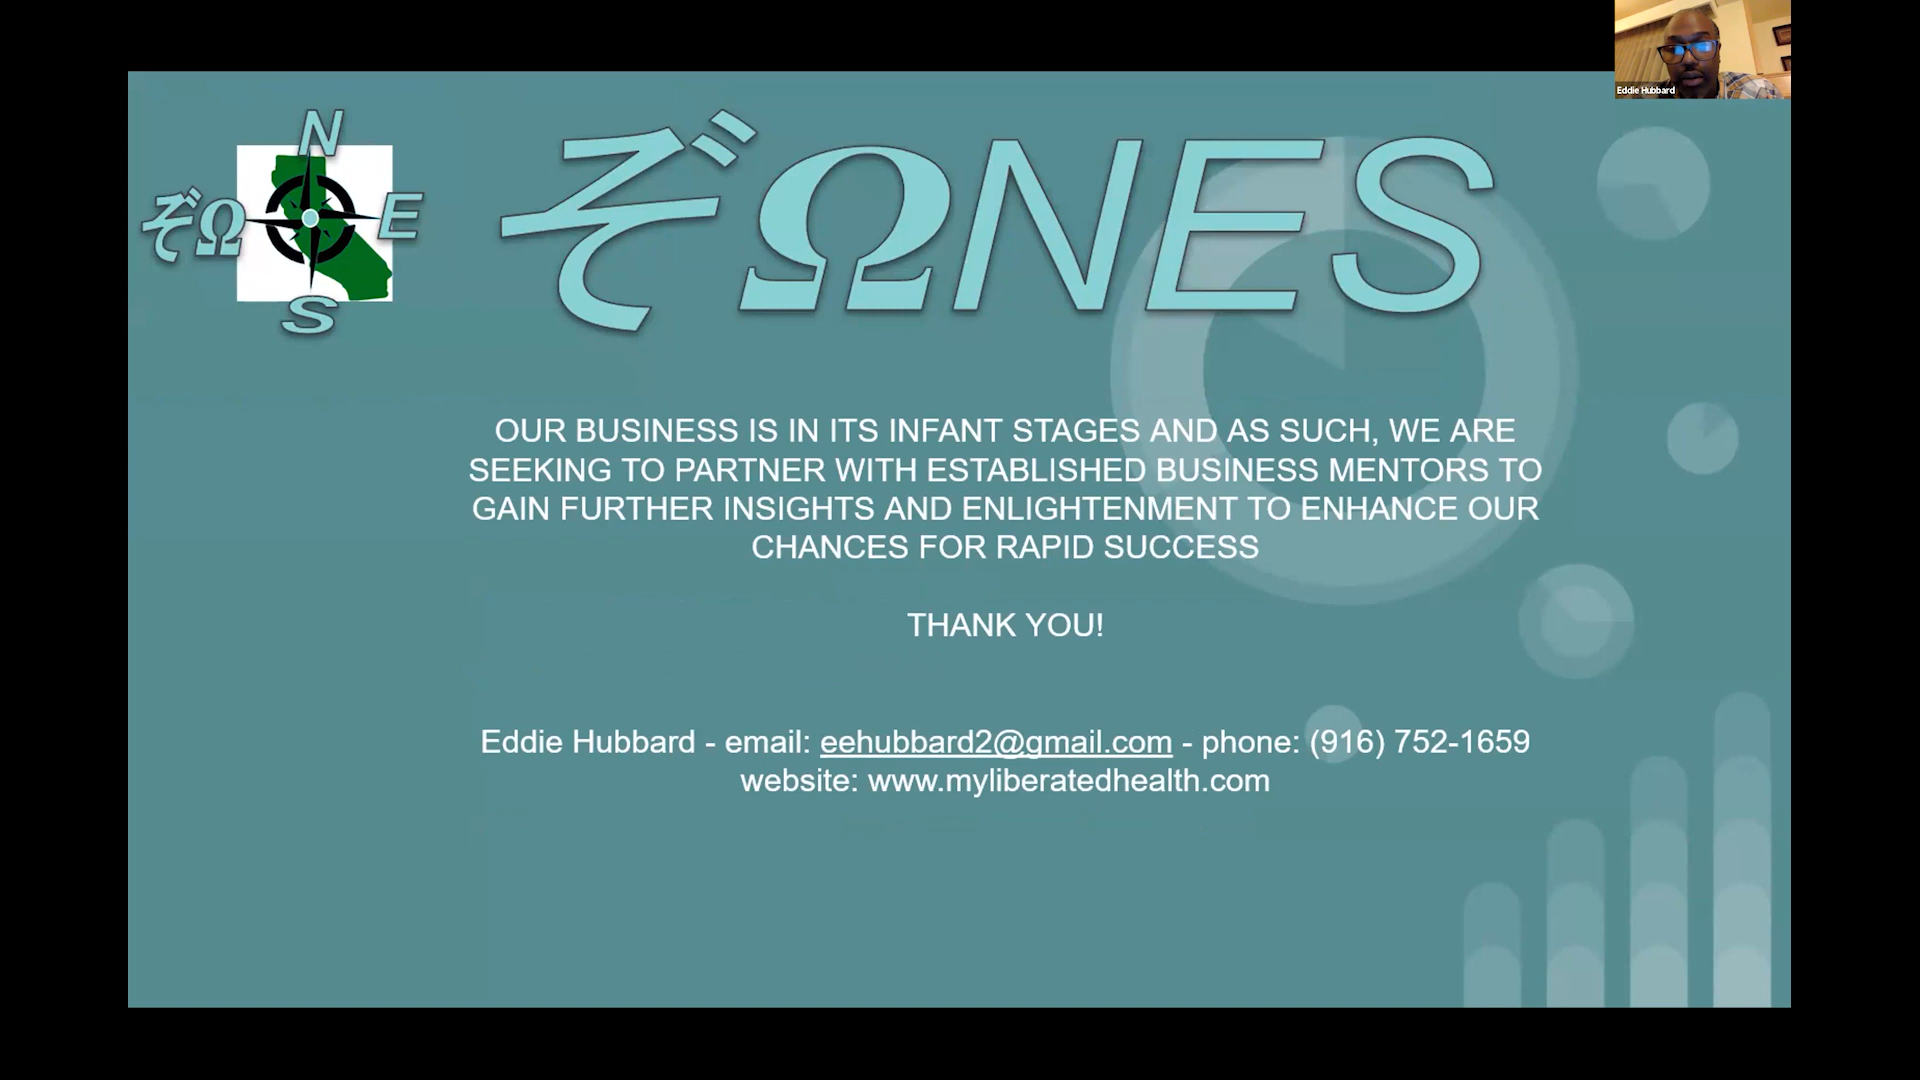 Eddie Hubbard
N
ぞΩ E
S
ぞΩNES
OUR BUSINESS IS IN ITS INFANT STAGES AND AS SUCH, WE ARE
SEEKING TO PARTNER WITH ESTABLISHED BUSINESS MENTORS TO
GAIN FURTHER INSIGHTS AND ENLIGHTENMENT TO ENHANCE OUR
CHANCES FOR RAPID SUCCESS
THANK YOU!
Eddie Hubbard - email: eehubbard2@gmail.com - phone: (916) 752-1659
website: www.myliberatedhealth.com